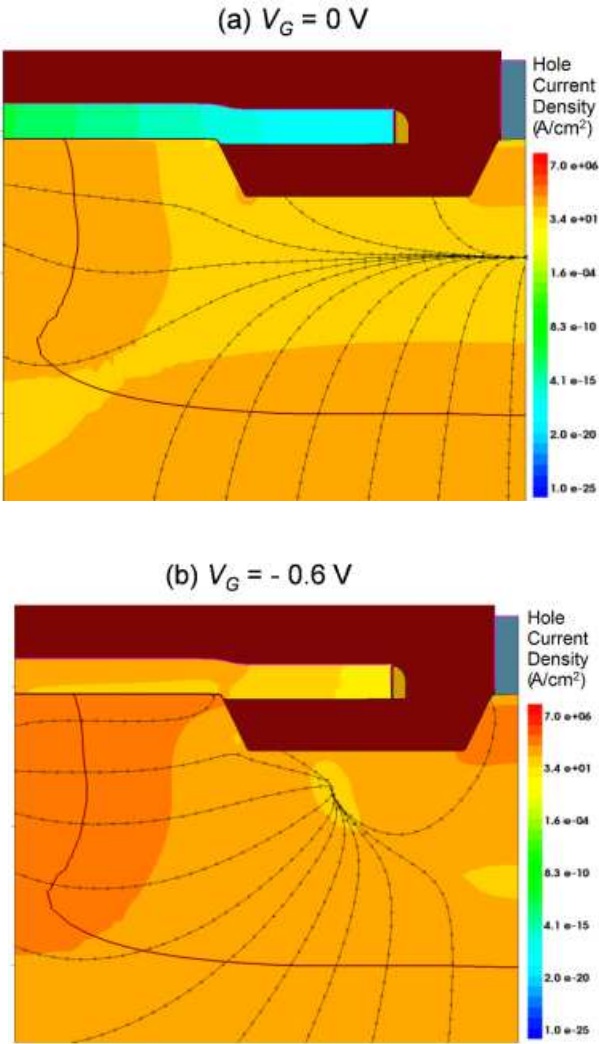 (a) V_G = 0 V
Hole
Current
Density
(A/cm²)
7.0 e+06
3.4 e+01
1.6 e-04
8.3 e-10
4.1 e-15
2.0 e-20
1.0 e-25
(b) V_G = - 0.6 V
Hole
Current
Density
(A/cm²)
7.0 e+06
3.4 e+01
1.6 e-04
8.3 e-10
4.1 e-15
2.0 e-20
1.0 e-25